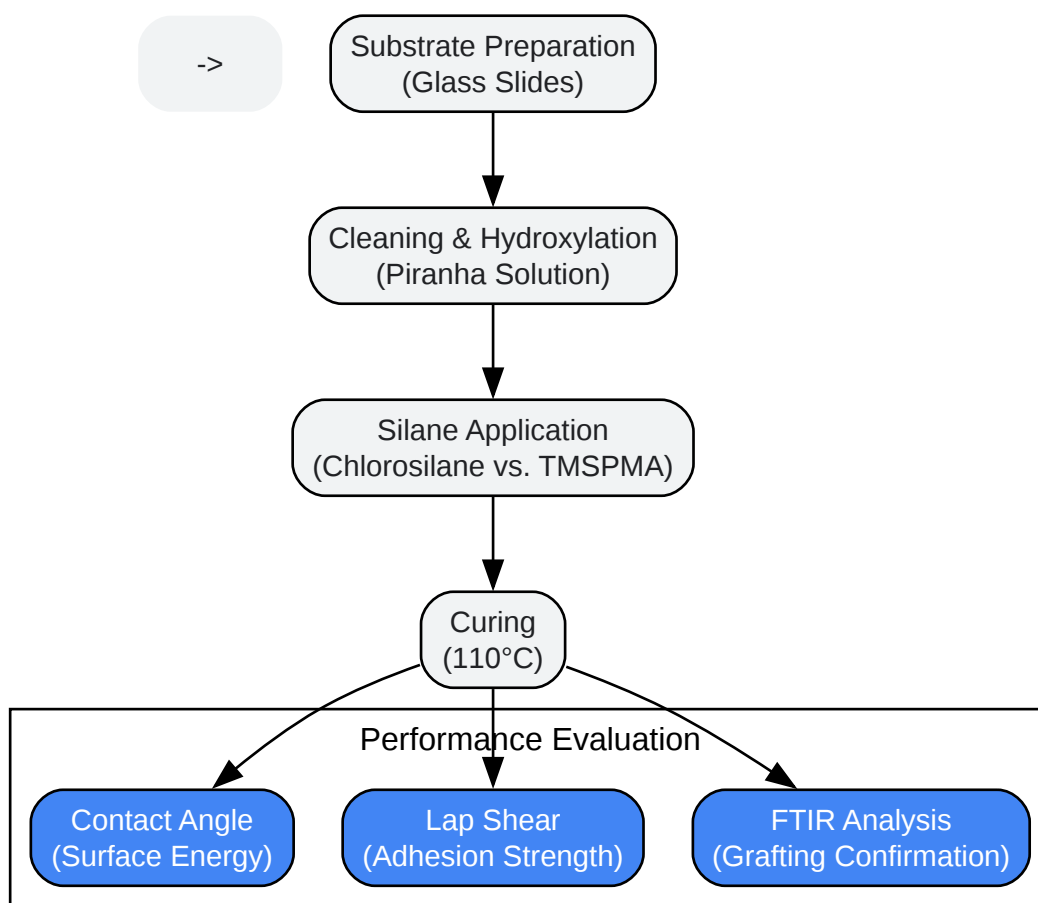 ->
Substrate Preparation
(Glass Slides)
Cleaning & Hydroxylation
(Piranha Solution)
Silane Application
(Chlorosilane vs. TMSPMA)
Curing
(110°C)
Performance Evaluation
Contact Angle
(Surface Energy)
Lap Shear
(Adhesion Strength)
FTIR Analysis
(Grafting Confirmation)